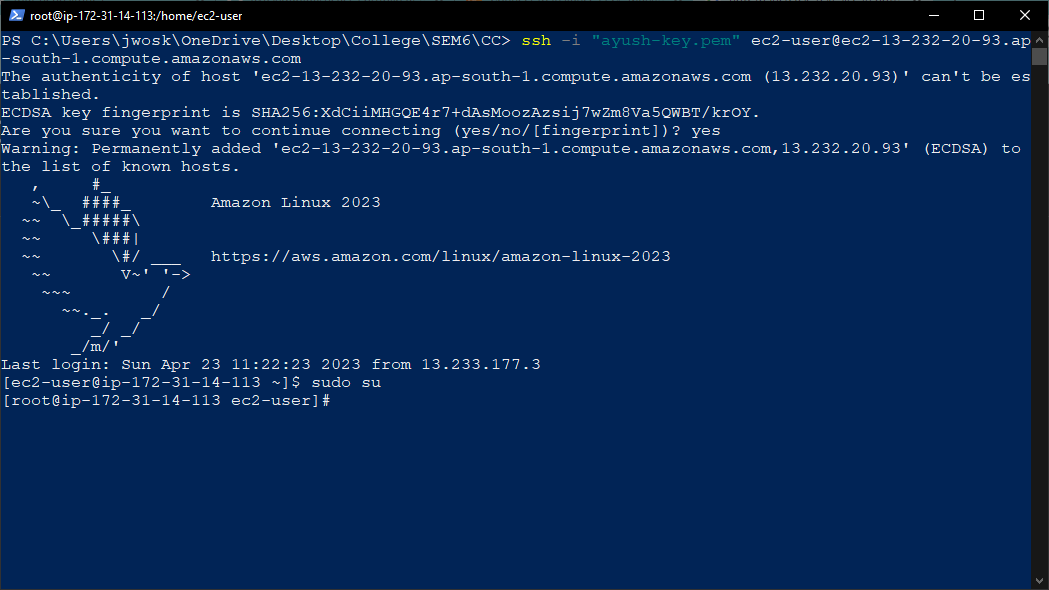 root@ip-172-31-14-113:/home/ec2-user
PS C:\Users\jwosk\OneDrive\Desktop\College\SEM6\CC> ssh -i "ayush-key.pem" ec2-user@ec2-13-232-20-93.ap
-south-1.compute.amazonaws.com
The authenticity of host 'ec2-13-232-20-93.ap-south-1.compute.amazonaws.com (13.232.20.93)' can't be es
tablished.
ECDSA key fingerprint is SHA256:XdCiiMHGQE4r7+dAsMoozAzsij7wZm8Va5QWBT/krOY.
Are you sure you want to continue connecting (yes/no/[fingerprint])? yes
Warning: Permanently added 'ec2-13-232-20-93.ap-south-1.compute.amazonaws.com,13.232.20.93' (ECDSA) to
the list of known hosts.
   ,     #_
   ~\_  ####_        Amazon Linux 2023
  ~~  \_#####\
  ~~     \###|
  ~~       \#/ ___   https://aws.amazon.com/linux/amazon-linux-2023
   ~~       V~' '->
    ~~~         /
      ~~._.   _/
         _/ _/
       _/m/'
Last login: Sun Apr 23 11:22:23 2023 from 13.233.177.3
[ec2-user@ip-172-31-14-113 ~]$ sudo su
[root@ip-172-31-14-113 ec2-user]#